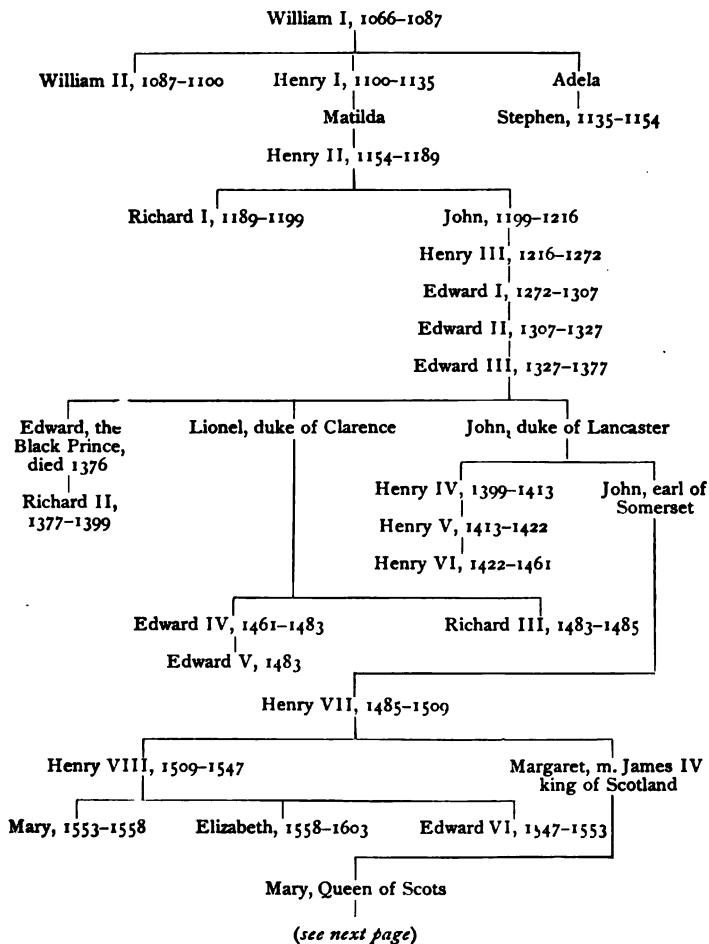 William I, 1066–1087
William II, 1087–1100
Henry I, 1100–1135
Adela
Matilda
Stephen, 1135–1154
Henry II, 1154–1189
Richard I, 1189–1199
John, 1199–1216
Henry III, 1216–1272
Edward I, 1272–1307
Edward II, 1307–1327
Edward III, 1327–1377
Edward, the
Black Prince,
died 1376
Lionel, duke of Clarence
John, duke of Lancaster
Richard II,
1377–1399
Henry IV, 1399–1413
John, earl of
Somerset
Henry V, 1413–1422
Henry VI, 1422–1461
Edward IV, 1461–1483
Richard III, 1483–1485
Edward V, 1483
Henry VII, 1485–1509
Henry VIII, 1509–1547
Margaret, m. James IV
king of Scotland
Mary, 1553–1558
Elizabeth, 1558–1603
Edward VI, 1547–1553
Mary, Queen of Scots
(see next page)